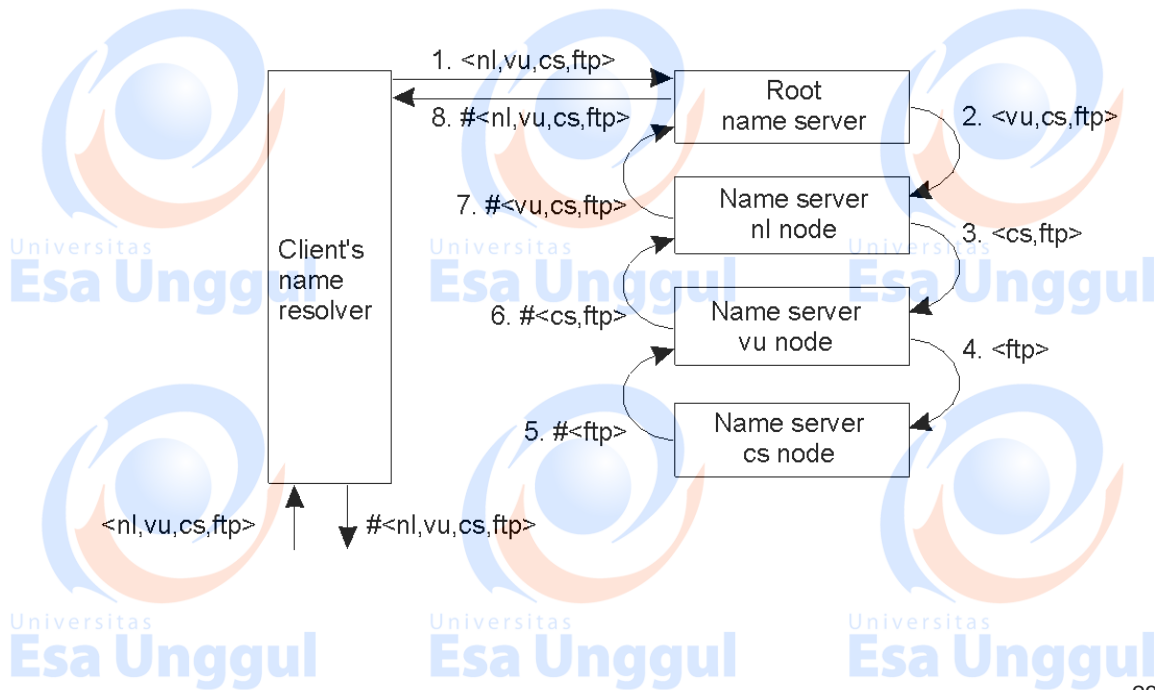 1. <nl,vu,cs,ftp>
8. #<nl,vu,cs,ftp>
Root
name server
2. <vu,cs,ftp>
7. #<vu,cs,ftp>
Name server
nl node
3. <cs,ftp>
Client's
name
resolver
6. #<cs,ftp>
Name server
vu node
4. <ftp>
5. #<ftp>
Name server
cs node
<nl,vu,cs,ftp>
#<nl,vu,cs,ftp>
Universitas
Esa Unggul
Universitas
Esa Unggul
Universitas
Esa Unggul
Universitas
Esa Unggul
Universitas
Esa Unggul
Universitas
Esa Unggul